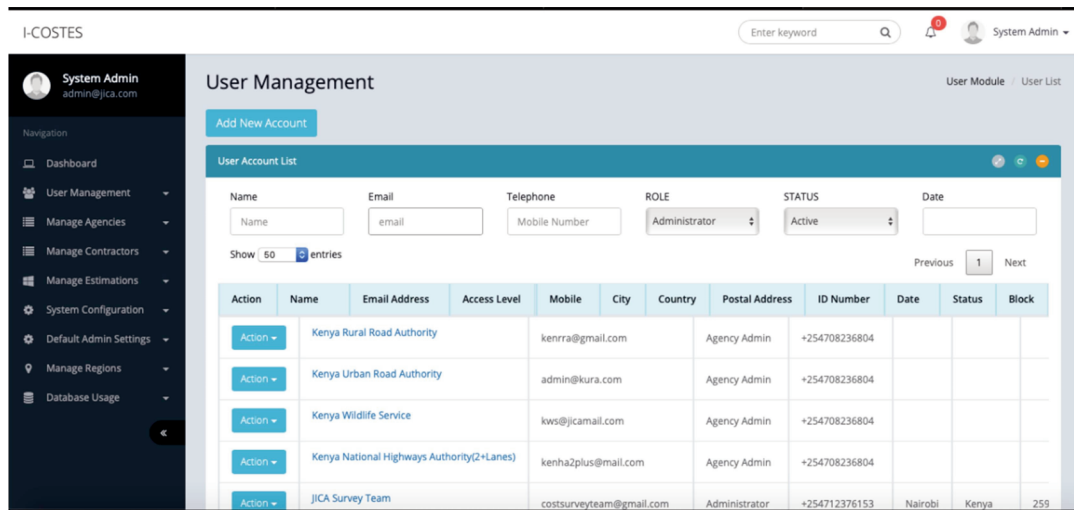 I-COSTES
Enter keyword
0
System Admin
System Admin
admin@jica.com
Navigation
Dashboard
User Management
Manage Agencies
Manage Contractors
Manage Estimations
System Configuration
Default Admin Settings
Manage Regions
Database Usage
User Management
User Module / User List
Add New Account
User Account List
Name Email Telephone ROLE STATUS Date
Name email Mobile Number Administrator Active
Show 50 entries
Previous 1 Next
Action Name Email Address Access Level Mobile City Country Postal Address ID Number Date Status Block
Action Kenya Rural Road Authority kenrra@gmail.com Agency Admin +254708236804
Action Kenya Urban Road Authority admin@kura.com Agency Admin +254708236804
Action Kenya Wildlife Service kws@jicamail.com Agency Admin +254708236804
Action Kenya National Highways Authority(2+Lanes) kenha2plus@mail.com Agency Admin +254708236804
Action JICA Survey Team costsurveyteam@gmail.com Administrator +254712376153 Nairobi Kenya 259